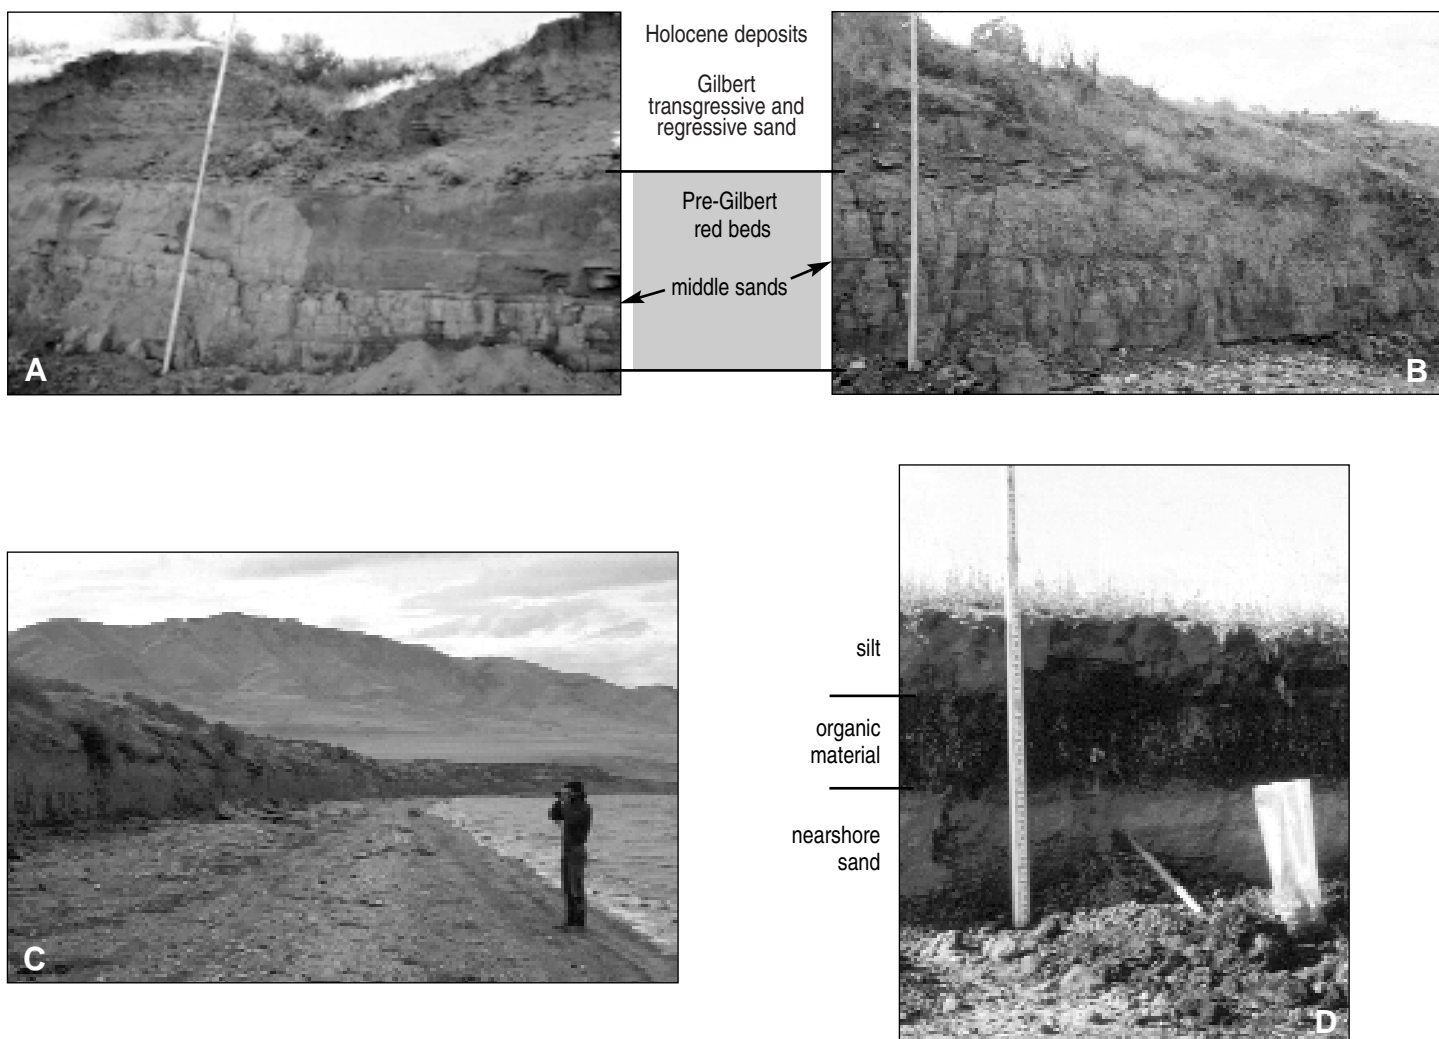 Holocene deposits
Gilbert
transgressive and
regressive sand
Pre-Gilbert
red beds
middle sands
A
B
C
silt
organic
material
nearshore
sand
D